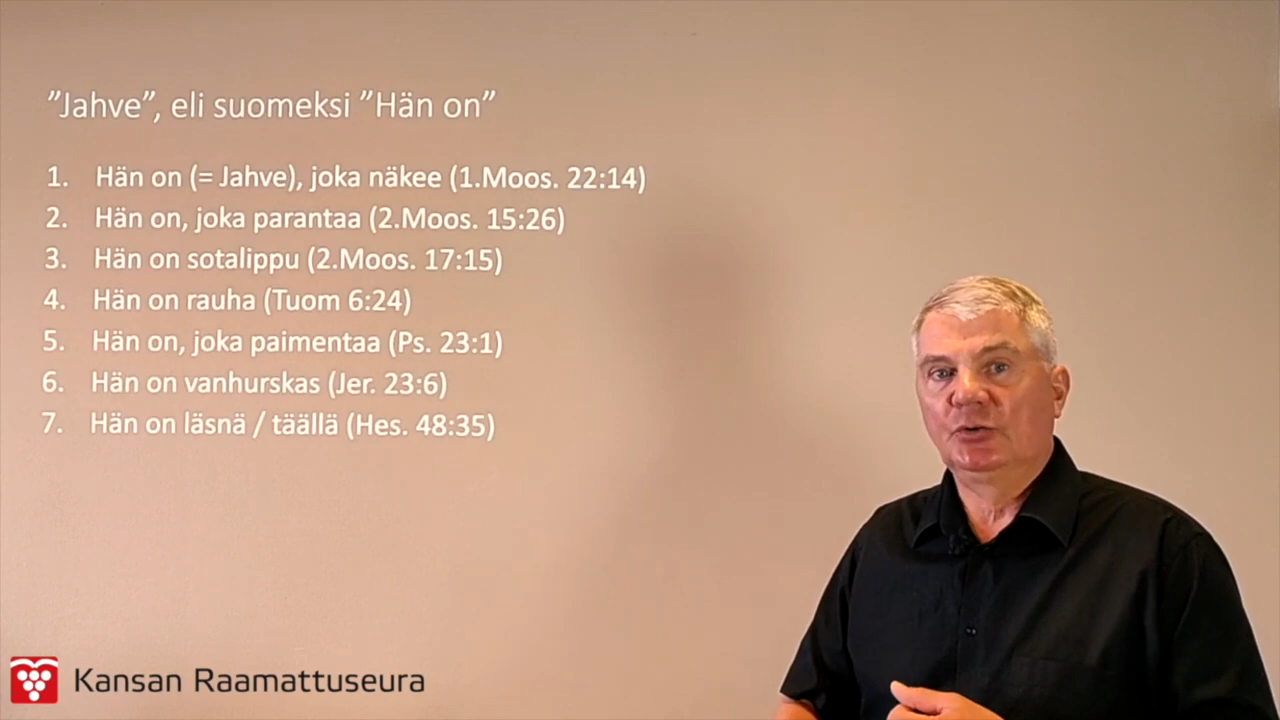 ”Jahve”, eli suomeksi ”Hän on”
1. Hän on (= Jahve), joka näkee (1.Moos. 22:14)
2. Hän on, joka parantaa (2.Moos. 15:26)
3. Hän on sotalippu (2.Moos. 17:15)
4. Hän on rauha (Tuom 6:24)
5. Hän on, joka paimentaa (Ps. 23:1)
6. Hän on vanhurskas (Jer. 23:6)
7. Hän on läsnä / täällä (Hes. 48:35)
Kansan Raamattuseura